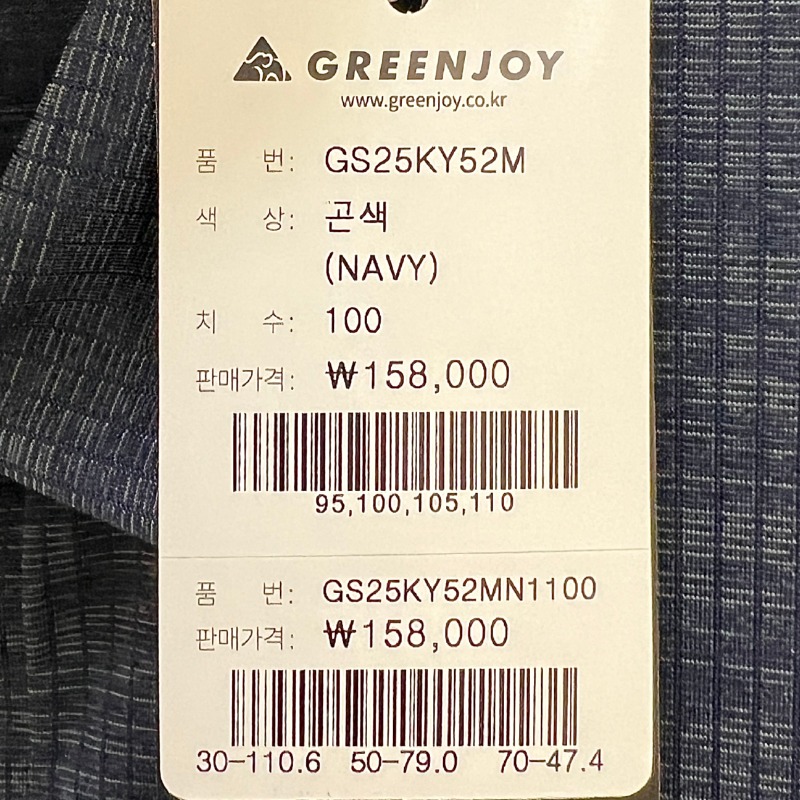 GREENJOY
www.greenjoy.co.kr
품 번: GS25KY52M
색 상: 곤색
(NAVY)
치 수: 100
판매가격: ₩158,000
95,100,105,110
품 번: GS25KY52MN1100
판매가격: ₩158,000
30-110.6 50-79.0 70-47.4